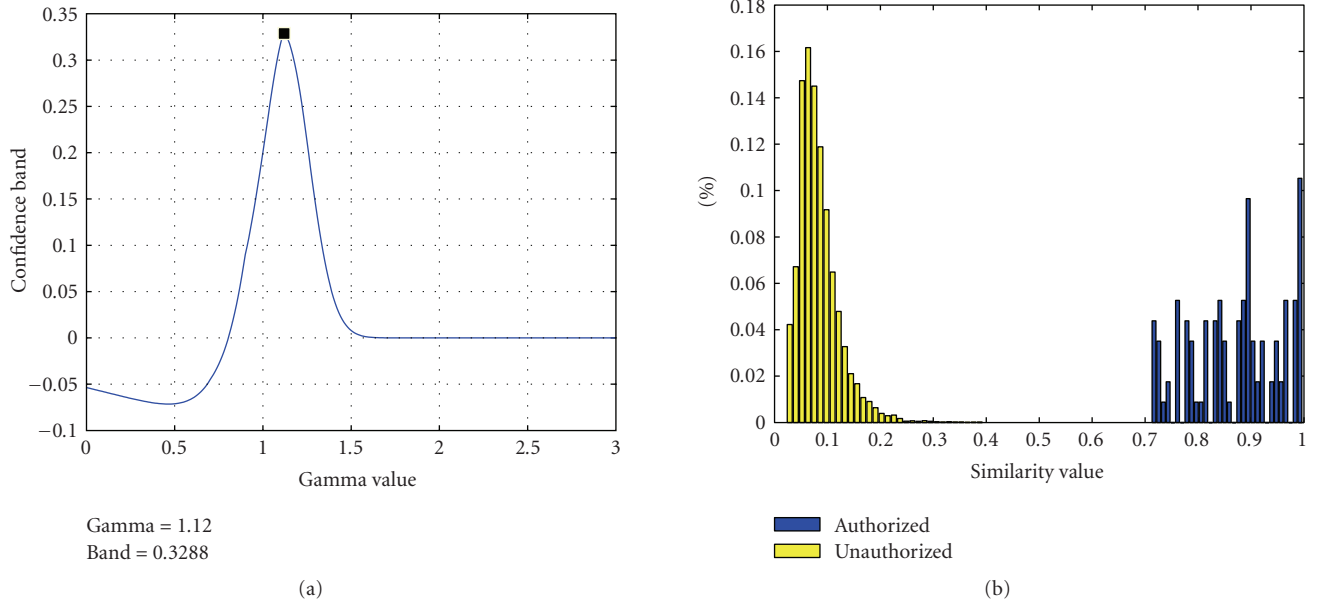 0.35
0.3
0.25
0.2
0.15
0.1
0.05
0
−0.05
−0.1
Confidence band
0 0.5 1 1.5 2 2.5 3
Gamma value
Gamma = 1.12
Band = 0.3288
(a)
0.18
0.16
0.14
0.12
0.1
0.08
0.06
0.04
0.02
0
(%)
0 0.1 0.2 0.3 0.4 0.5 0.6 0.7 0.8 0.9 1
Similarity value
Authorized
Unauthorized
(b)